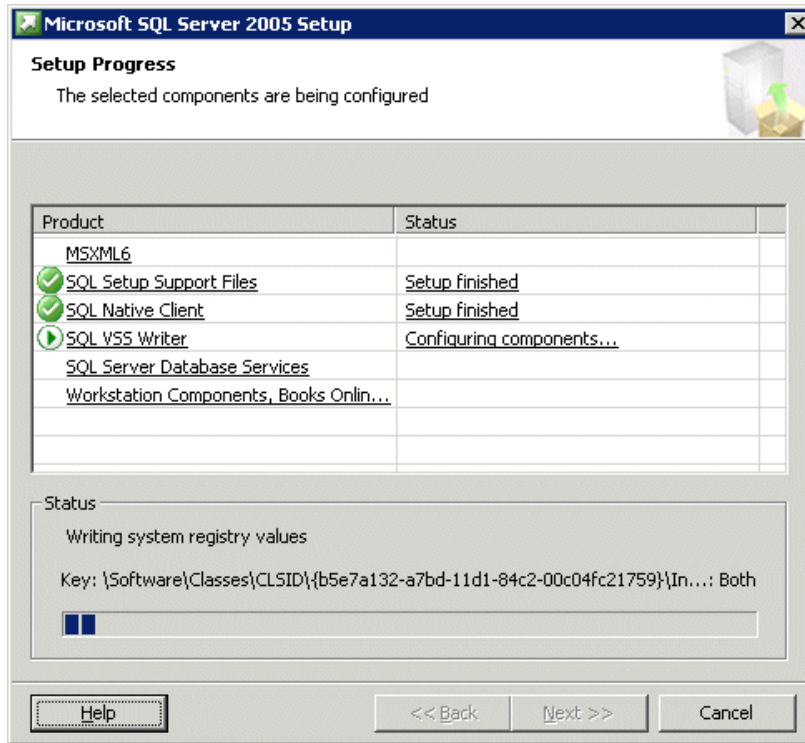 Microsoft SQL Server 2005 Setup
Setup Progress
The selected components are being configured
Product Status
MSXML6
SQL Setup Support Files Setup finished
SQL Native Client Setup finished
SQL VSS Writer Configuring components...
SQL Server Database Services
Workstation Components, Books Onlin...
Status
Writing system registry values
Key: \Software\Classes\CLSID\{b5e7a132-a7bd-11d1-84c2-00c04fc21759}\In...: Both
Help << Back Next >> Cancel